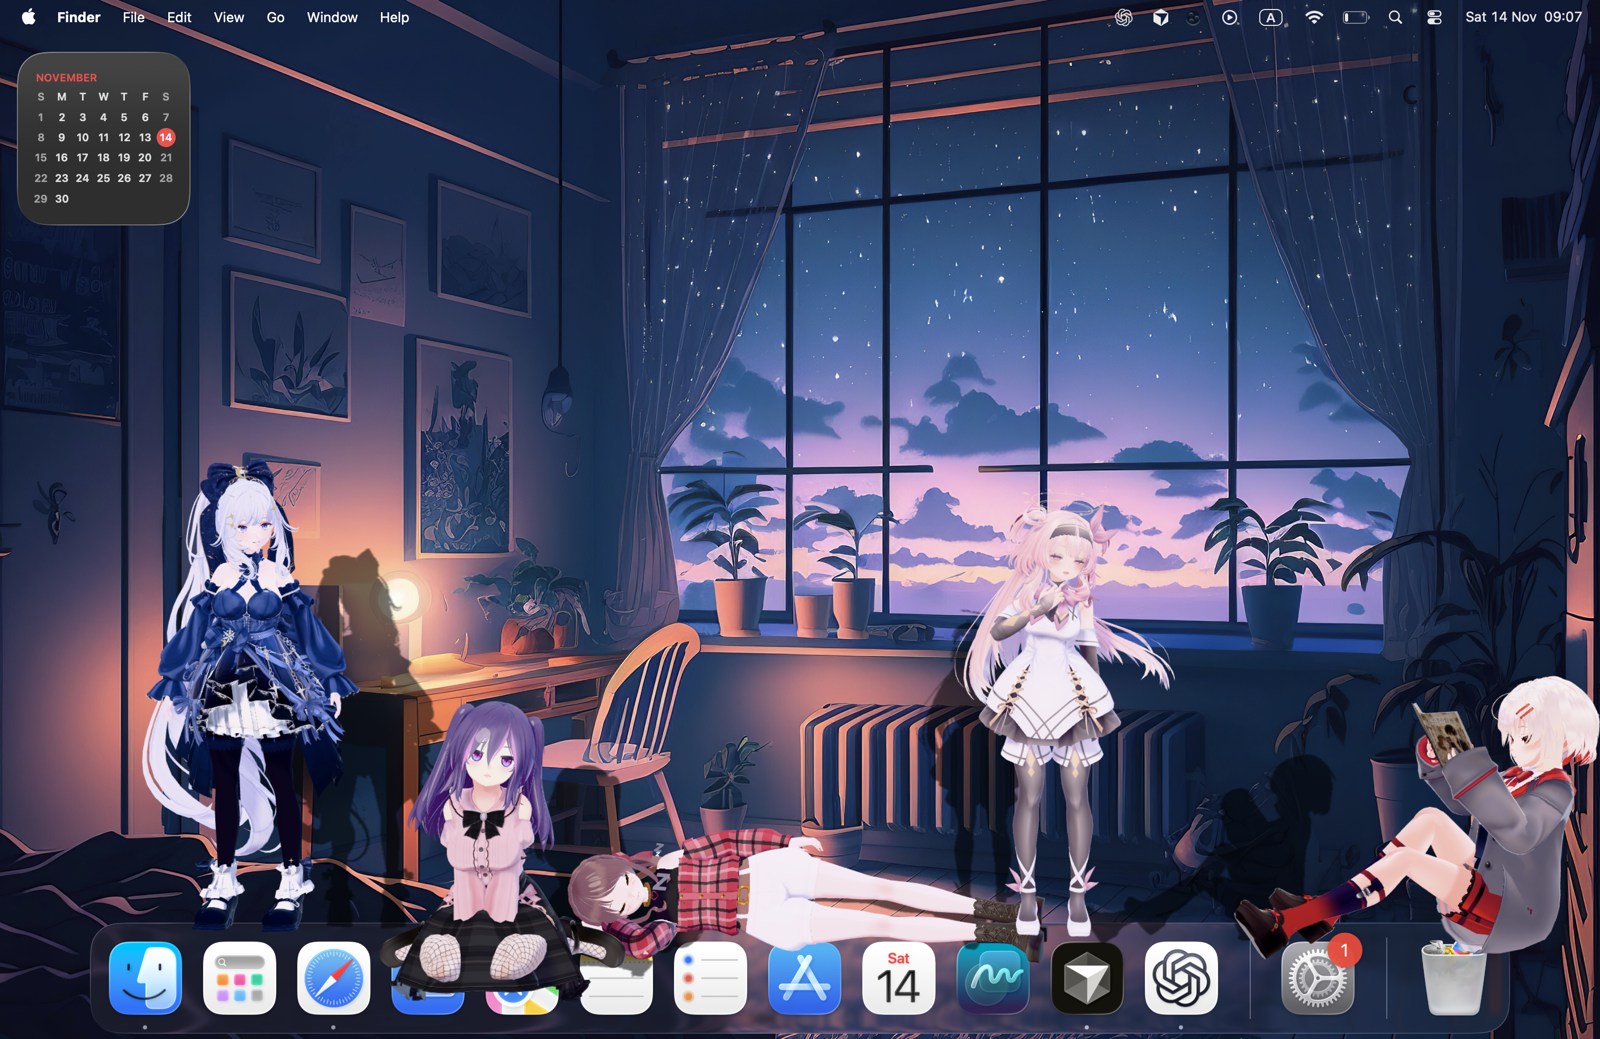 Finder File Edit View Go Window Help
A
Sat 14 Nov 09:07
NOVEMBER
S M T W T F S
1 2 3 4 5 6 7
8 9 10 11 12 13 14
15 16 17 18 19 20 21
22 23 24 25 26 27 28
29 30
Sat
14
1